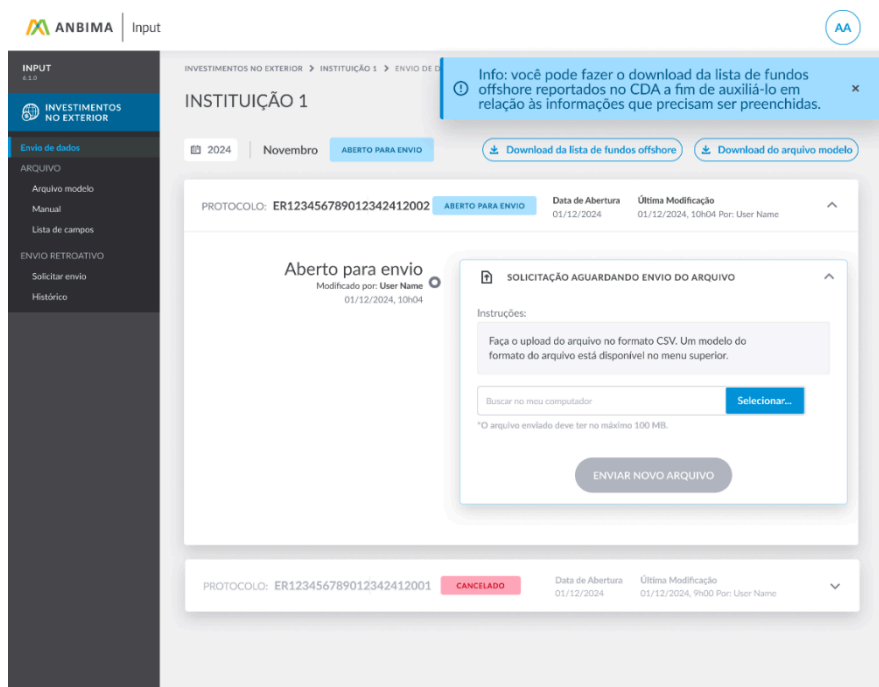 ANBIMA Input
AA
INPUT
6.1.0
INVESTIMENTOS
NO EXTERIOR
Envio de dados
ARQUIVO
Arquivo modelo
Manual
Lista de campos
ENVIO RETROATIVO
Solicitar envio
Histórico
INVESTIMENTOS NO EXTERIOR > INSTITUIÇÃO 1 > ENVIO DE D
Info: você pode fazer o download da lista de fundos
offshore reportados no CDA a fim de auxiliá-lo em
relação às informações que precisam ser preenchidas.
INSTITUIÇÃO 1
2024 Novembro ABERTO PARA ENVIO Download da lista de fundos offshore Download do arquivo modelo
PROTOCOLO: ER123456789012342412002 ABERTO PARA ENVIO
Data de Abertura
01/12/2024
Última Modificação
01/12/2024, 10h04 Por: User Name
Aberto para envio
Modificado por: User Name
01/12/2024, 10h04
SOLICITAÇÃO AGUARDANDO ENVIO DO ARQUIVO
Instruções:
Faça o upload do arquivo no formato CSV. Um modelo do
formato do arquivo está disponível no menu superior.
Buscar no meu computador Selecionar...
*O arquivo enviado deve ter no máximo 100 MB.
ENVIAR NOVO ARQUIVO
PROTOCOLO: ER123456789012342412001 CANCELADO
Data de Abertura
01/12/2024
Última Modificação
01/12/2024, 9h00 Por: User Name